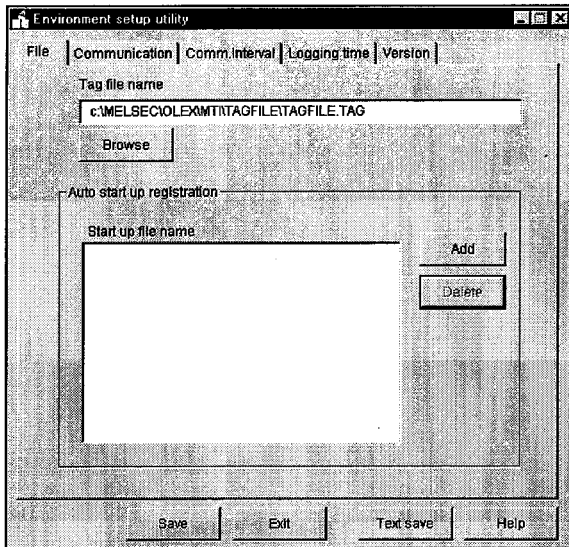 Environment setup utility
File Communication Comm.Interval Logging time Version
Tag file name
c:\MELSEC\OLEX\MTI\TAGFILE\TAGFILE.TAG
Browse
Auto start up registration
Start up file name
Add
Delete
Save Exit Text save Help